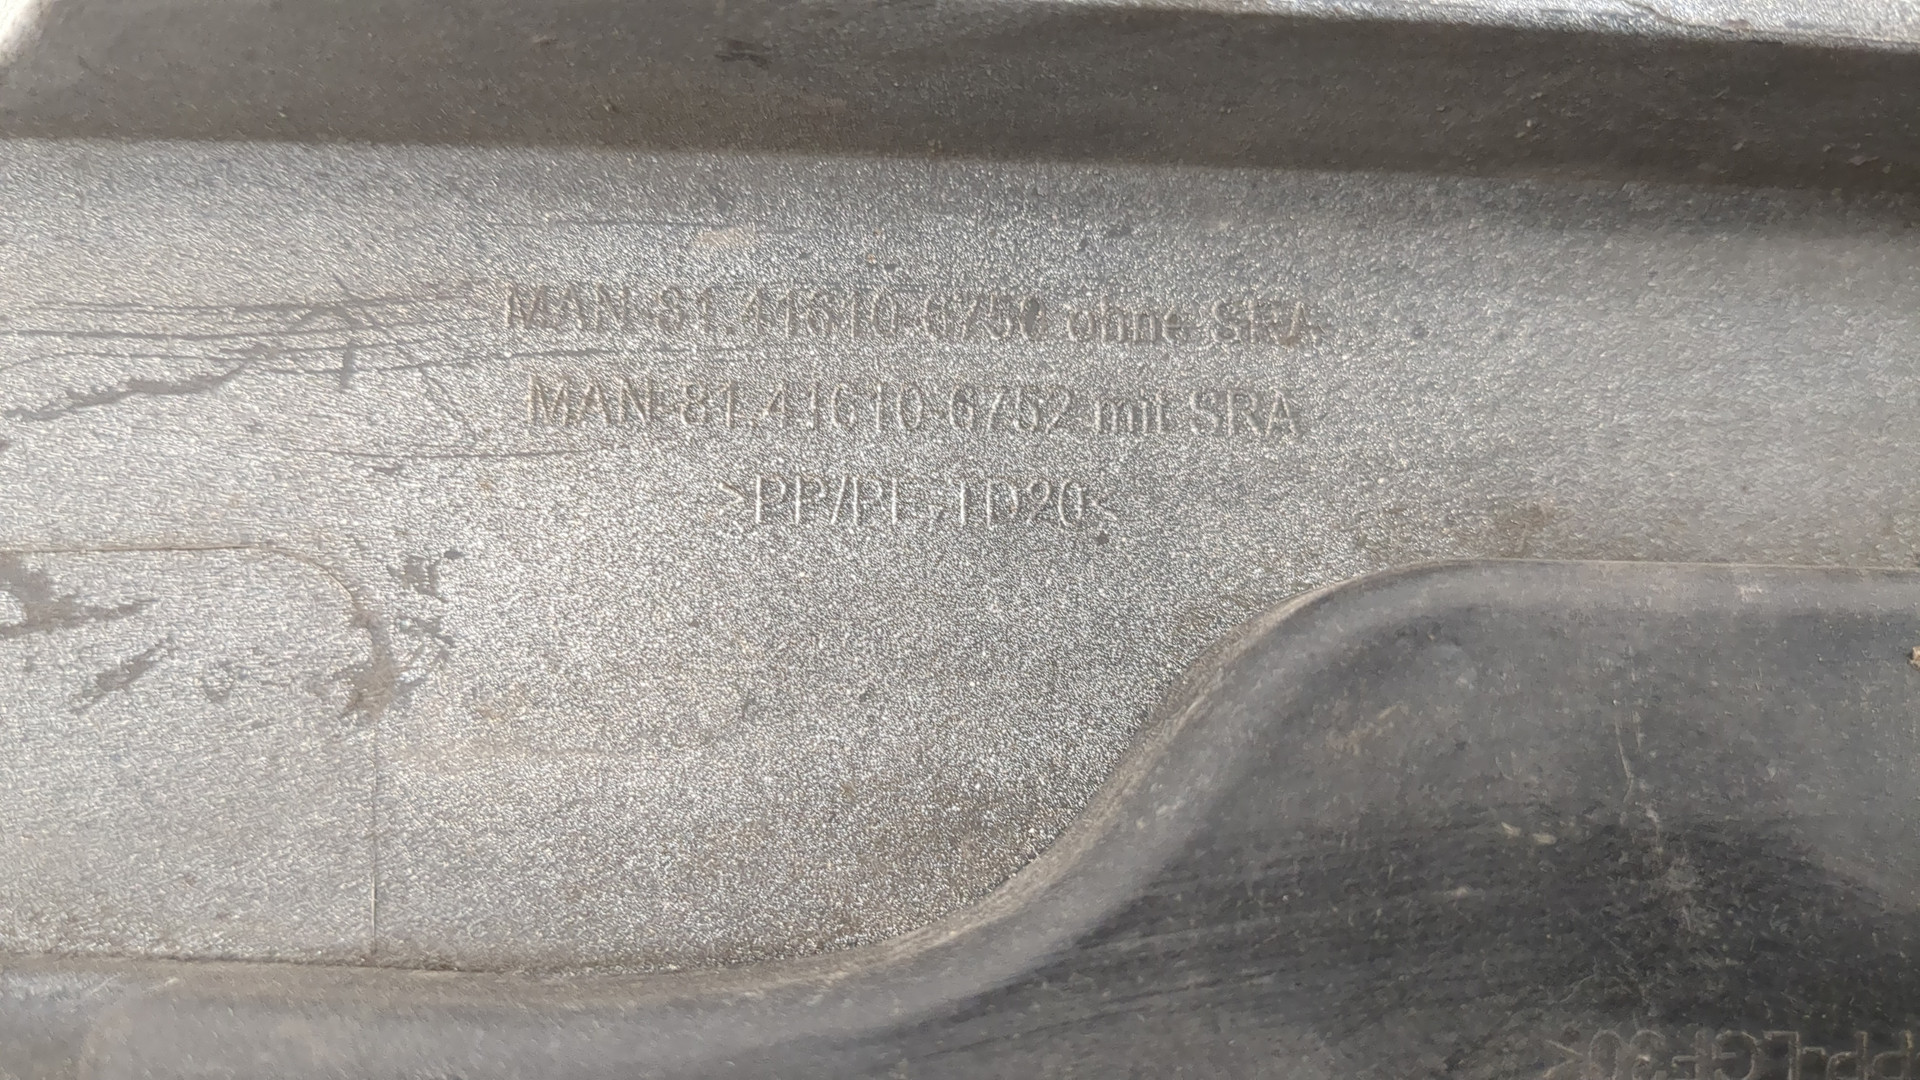 MAN-81.41610-6750 ohne SRA
MAN-81.41610-6752 mit SRA
>PP/PE-TD20<